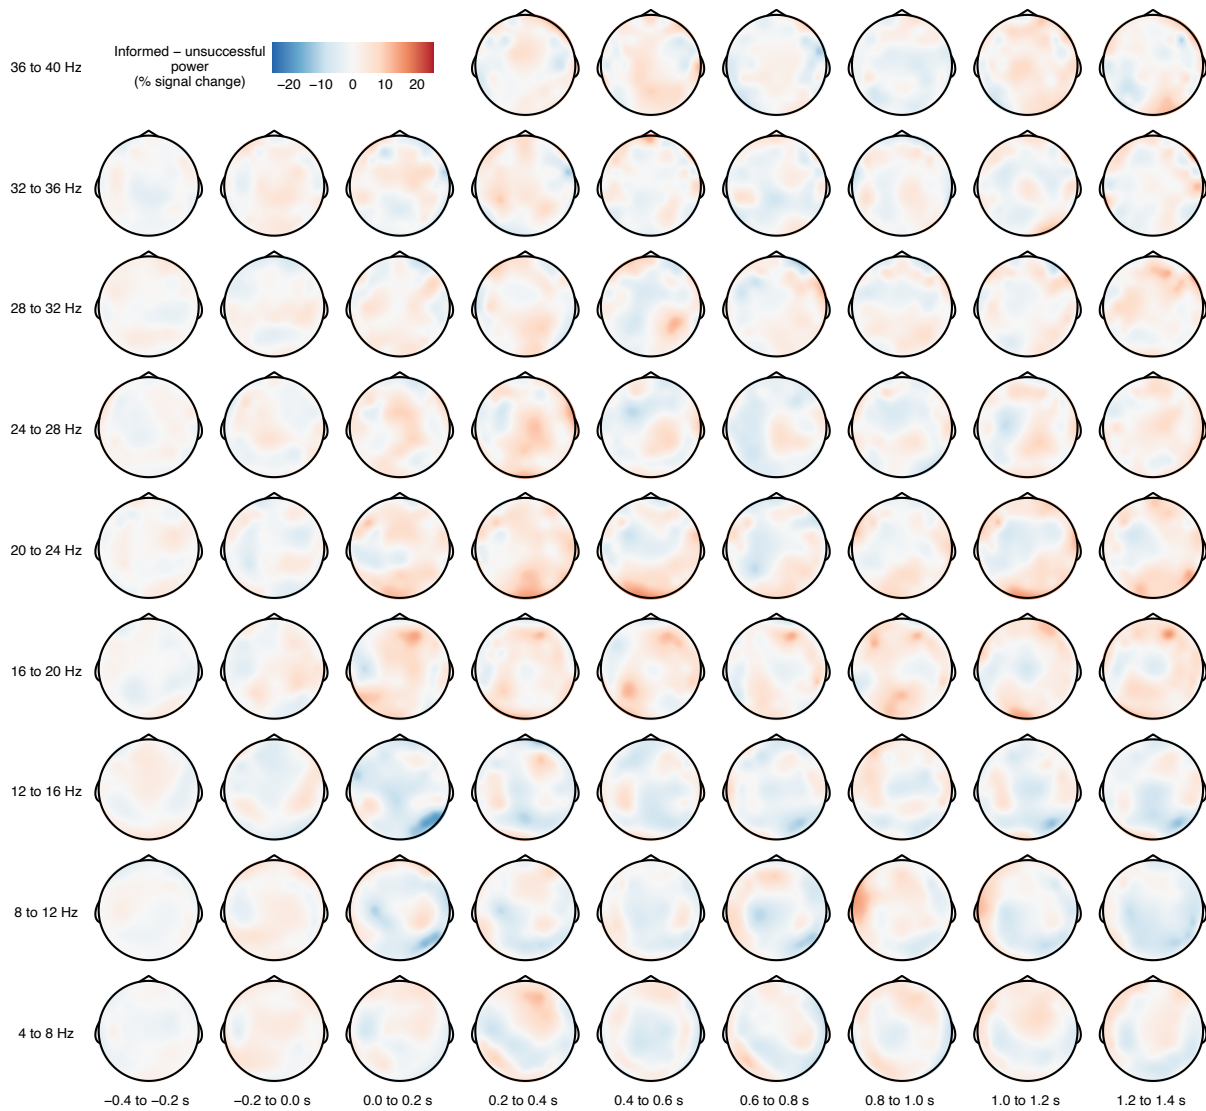 Informed – unsuccessful
power
(% signal change)
−20 −10 0 10 20
36 to 40 Hz
32 to 36 Hz
28 to 32 Hz
24 to 28 Hz
20 to 24 Hz
16 to 20 Hz
12 to 16 Hz
8 to 12 Hz
4 to 8 Hz
−0.4 to −0.2 s −0.2 to 0.0 s 0.0 to 0.2 s 0.2 to 0.4 s 0.4 to 0.6 s 0.6 to 0.8 s 0.8 to 1.0 s 1.0 to 1.2 s 1.2 to 1.4 s